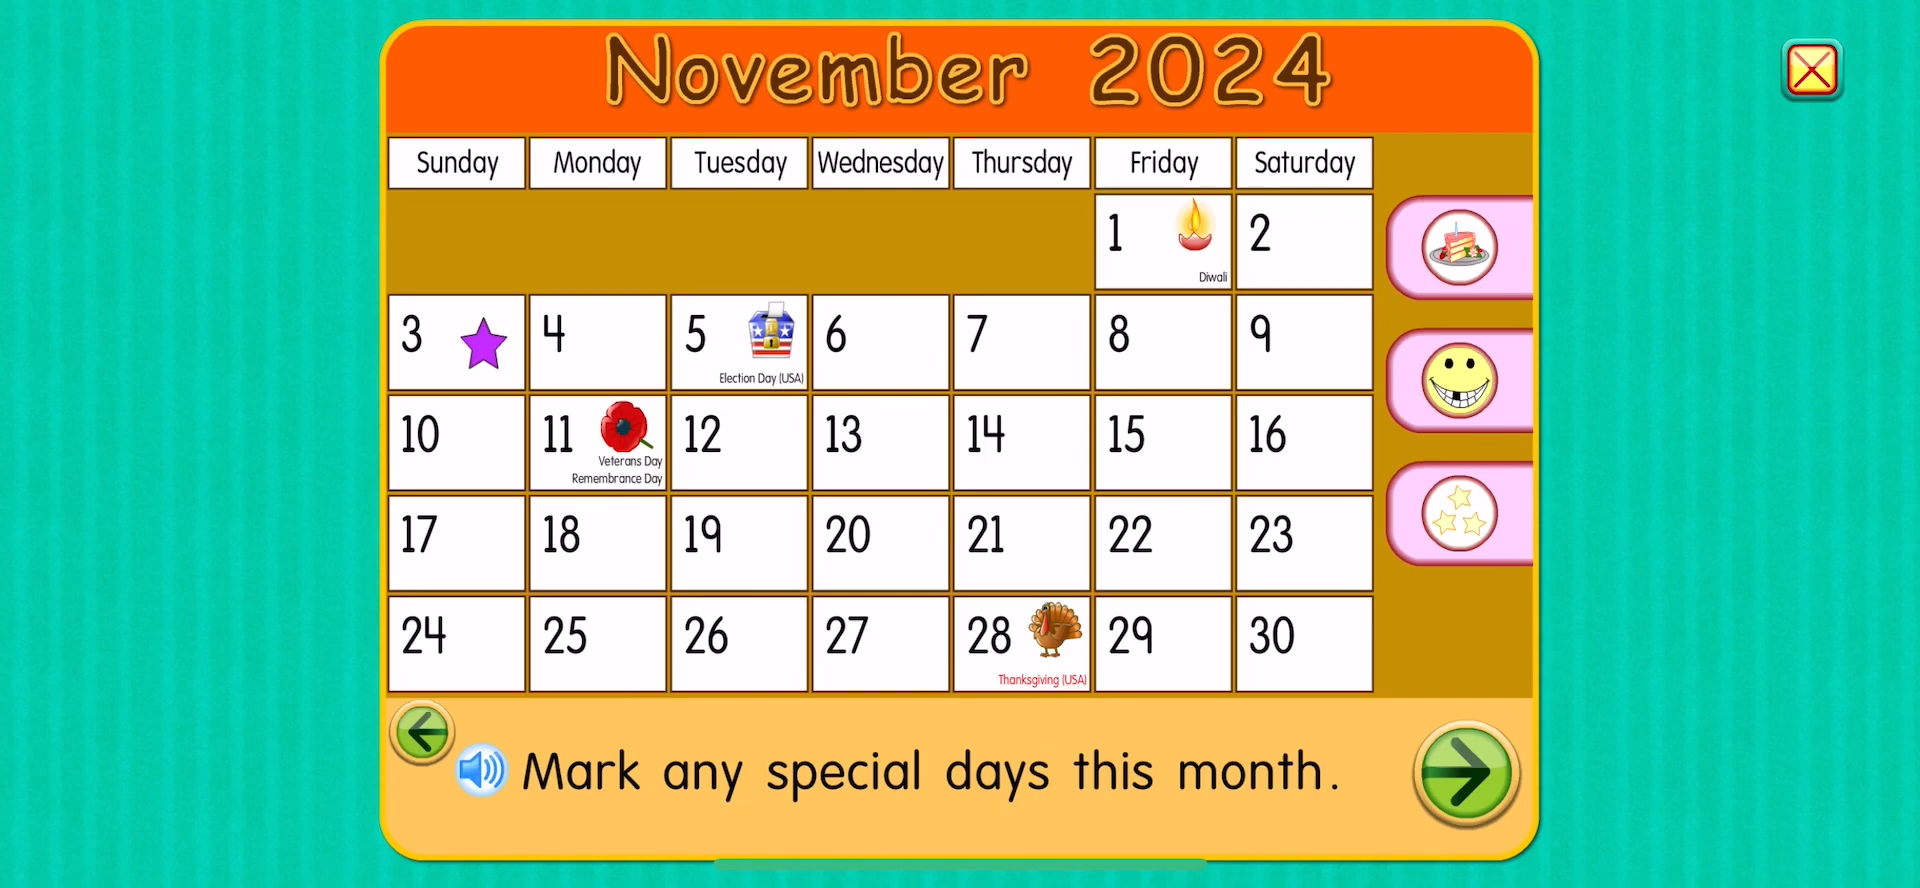 November 2024
Sunday Monday Tuesday Wednesday Thursday Friday Saturday
1 2
Diwali
3 4 5 6 7 8 9
Election Day (USA)
10 11 12 13 14 15 16
Veterans Day
Remembrance Day
17 18 19 20 21 22 23
24 25 26 27 28 29 30
Thanksgiving (USA)
Mark any special days this month.